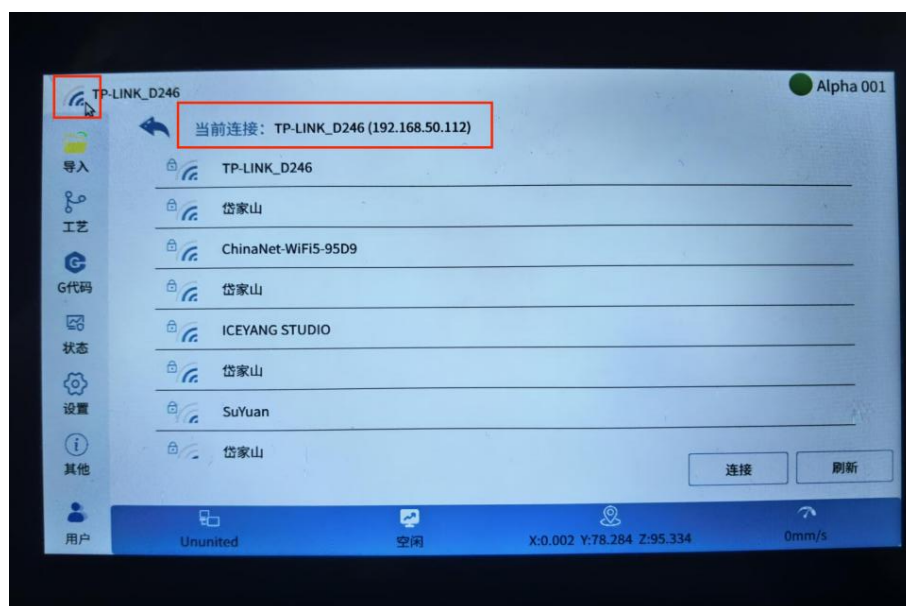 TP-LINK_D246
Alpha 001
当前连接: TP-LINK_D246 (192.168.50.112)
导入
TP-LINK_D246
工艺
岱家山
G代码
ChinaNet-WiFi5-95D9
岱家山
状态
ICEYANG STUDIO
岱家山
设置
SuYuan
其他
岱家山
连接
刷新
用户
Ununited
空闲
X:0.002 Y:78.284 Z:95.334
0mm/s